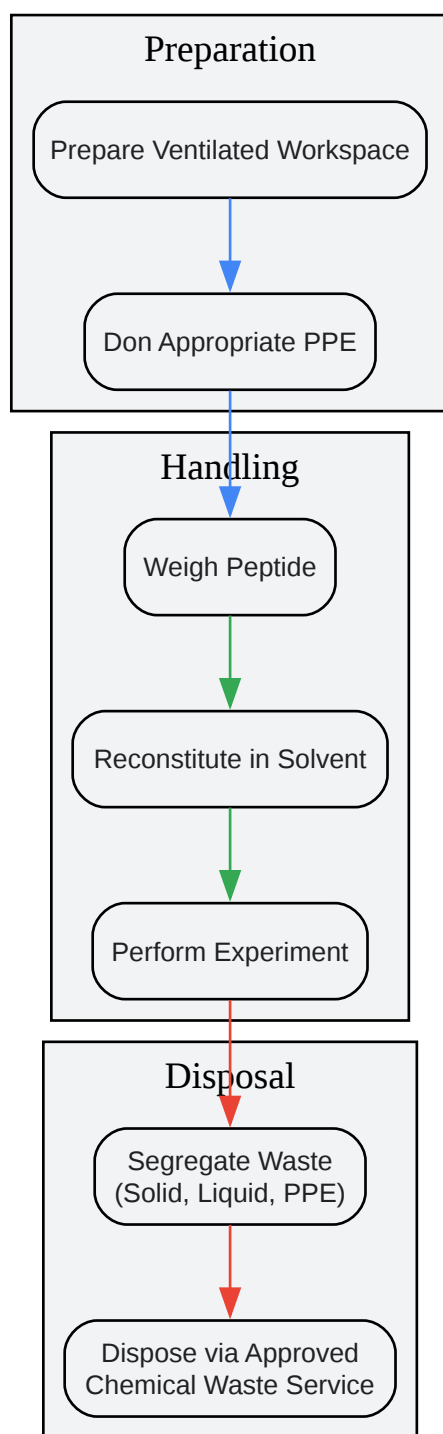 Preparation
Prepare Ventilated Workspace
Don Appropriate PPE
Handling
Weigh Peptide
Reconstitute in Solvent
Perform Experiment
Disposal
Segregate Waste
(Solid, Liquid, PPE)
Dispose via Approved
Chemical Waste Service